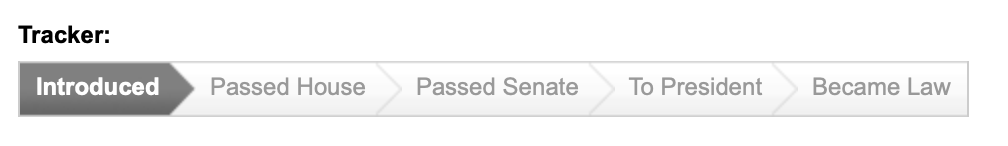 Tracker:
Introduced Passed House Passed Senate To President Became Law